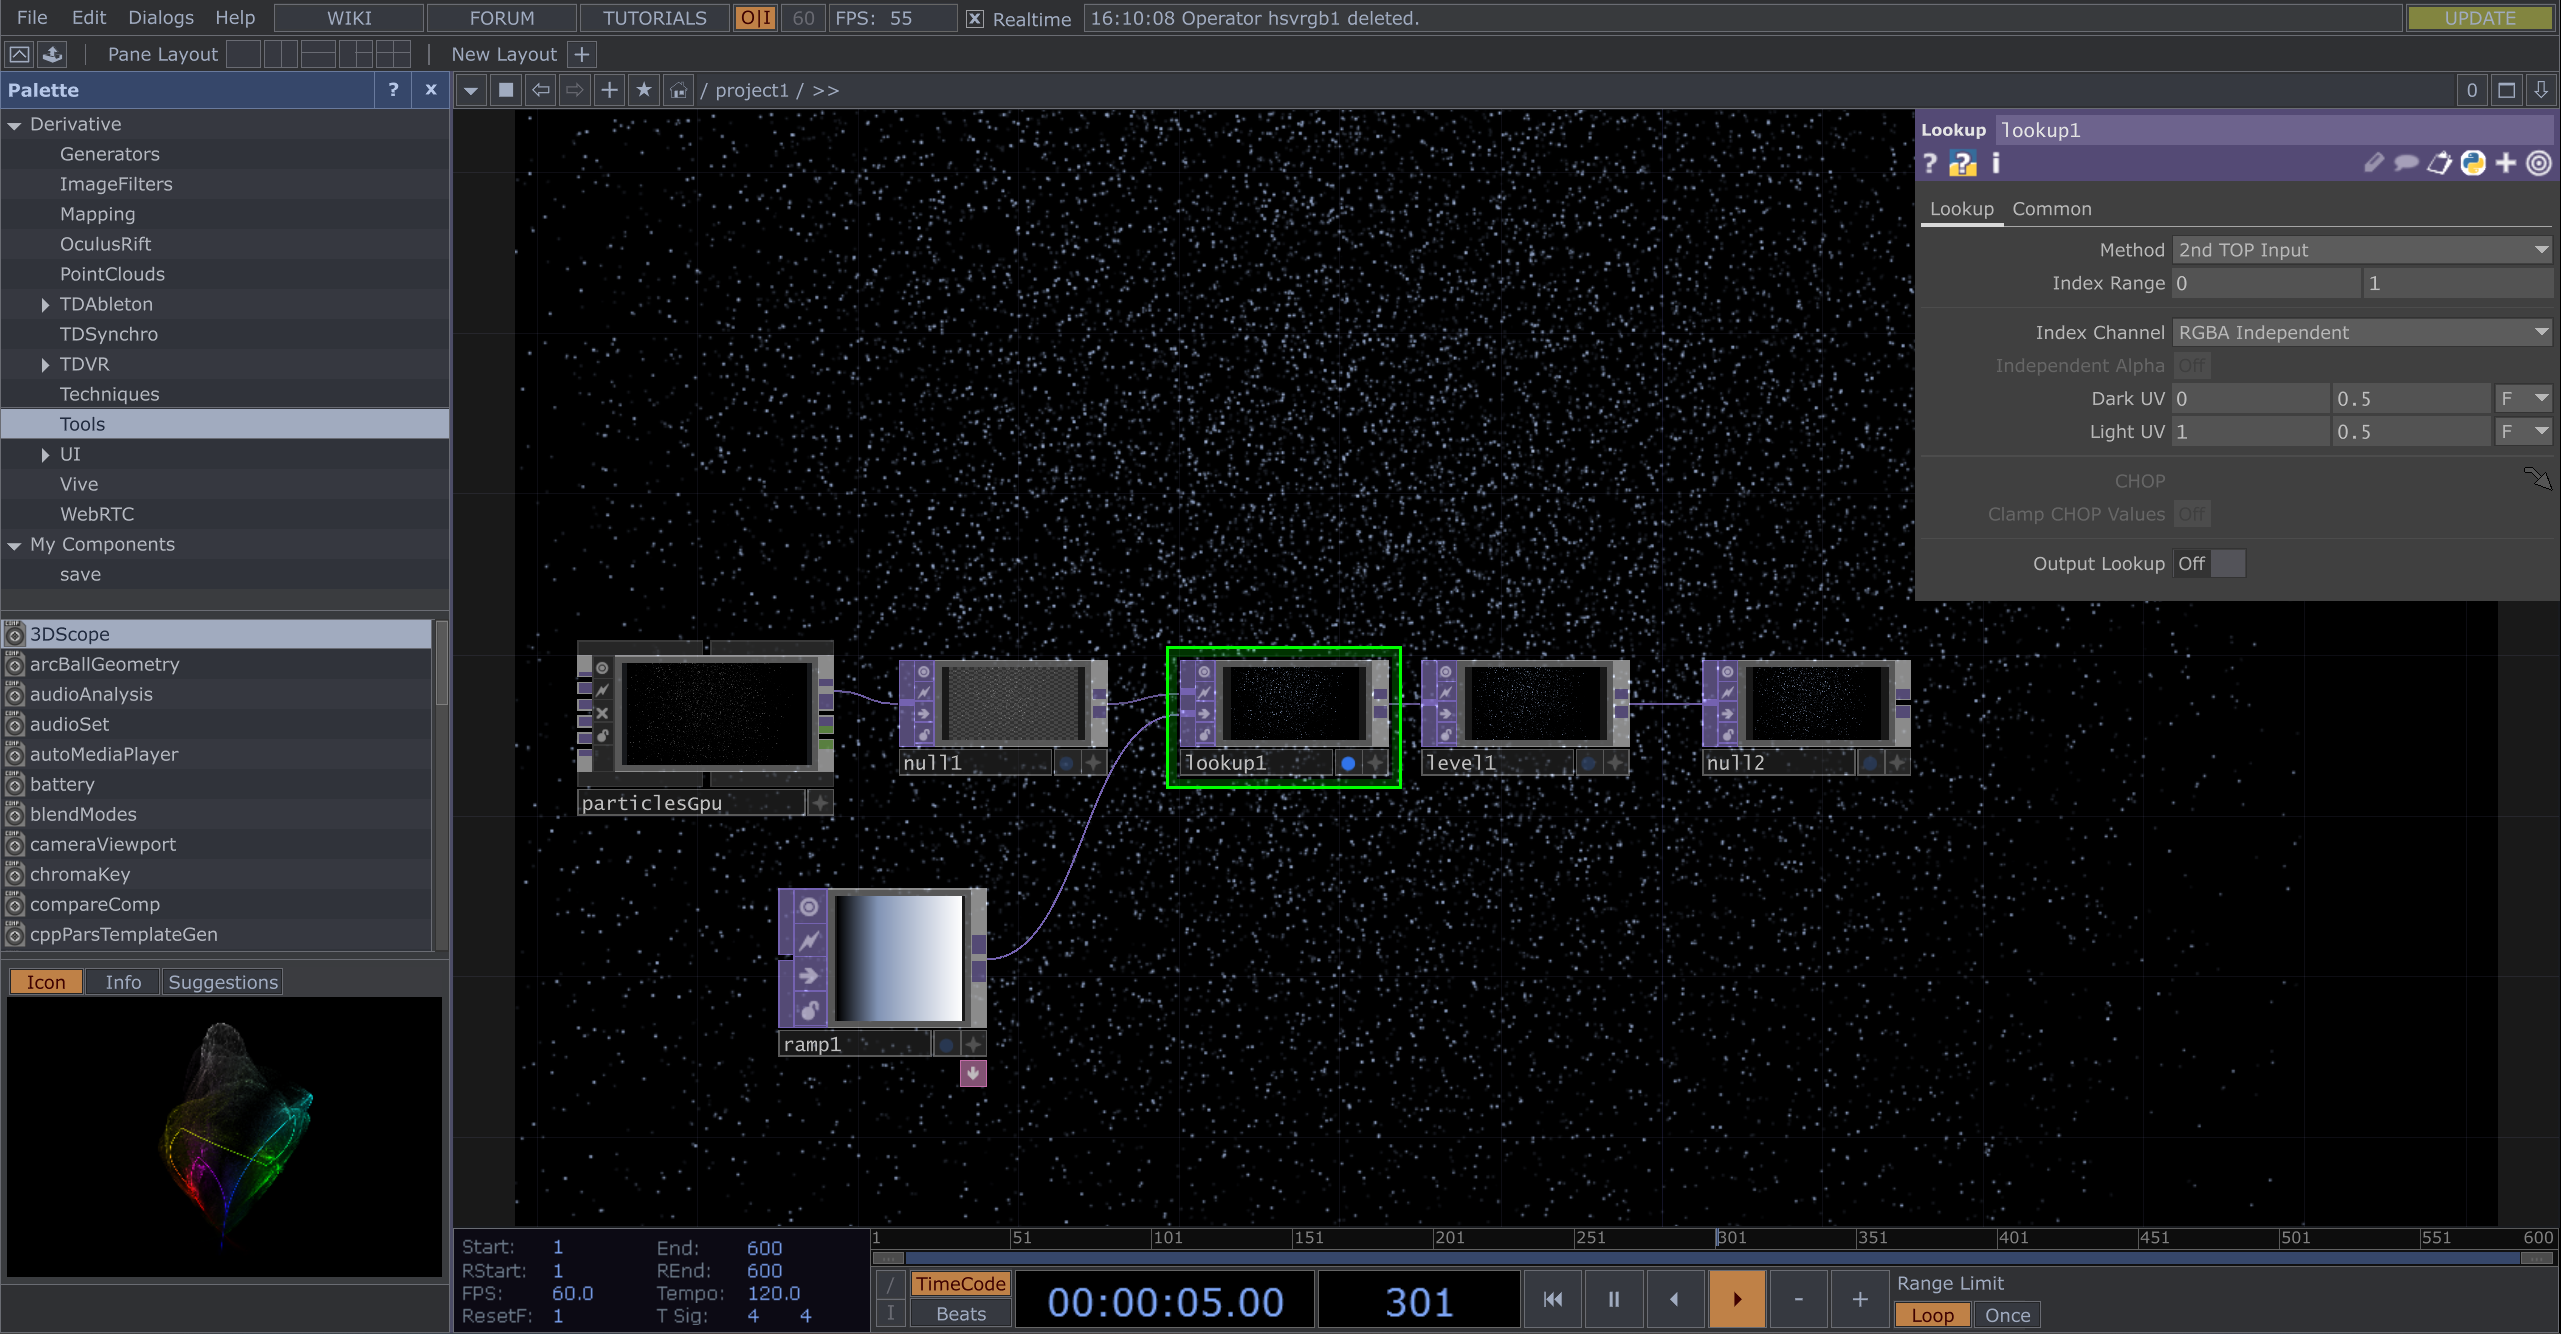 File Edit Dialogs Help WIKI FORUM TUTORIALS O|I 60 FPS: 55 Realtime 16:10:08 Operator hsvrgb1 deleted. UPDATE
Pane Layout New Layout
Palette ? x / project1 / >> 0
Derivative
Generators
ImageFilters
Mapping
OculusRift
PointClouds
TDAbleton
TDSynchro
TDVR
Techniques
Tools
UI
Vive
WebRTC
My Components
save
3DScope
arcBallGeometry
audioAnalysis
audioSet
autoMediaPlayer
battery
blendModes
cameraViewport
chromaKey
compareComp
cppParsTemplateGen
Icon Info Suggestions
Lookup lookup1
? ? i
Lookup Common
Method 2nd TOP Input
Index Range 0 1
Index Channel RGBA Independent
Independent Alpha Off
Dark UV 0 0.5 F
Light UV 1 0.5 F
CHOP
Clamp CHOP Values Off
Output Lookup Off
particlesGpu
null1
lookup1
level1
null2
ramp1
Start: 1 End: 600
RStart: 1 REnd: 600
FPS: 60.0 Tempo: 120.0
ResetF: 1 T Sig: 4 4
1 51 101 151 201 251 301 351 401 451 501 551 600
/ TimeCode
I Beats
00:00:05.00 301 - +
Range Limit
Loop Once